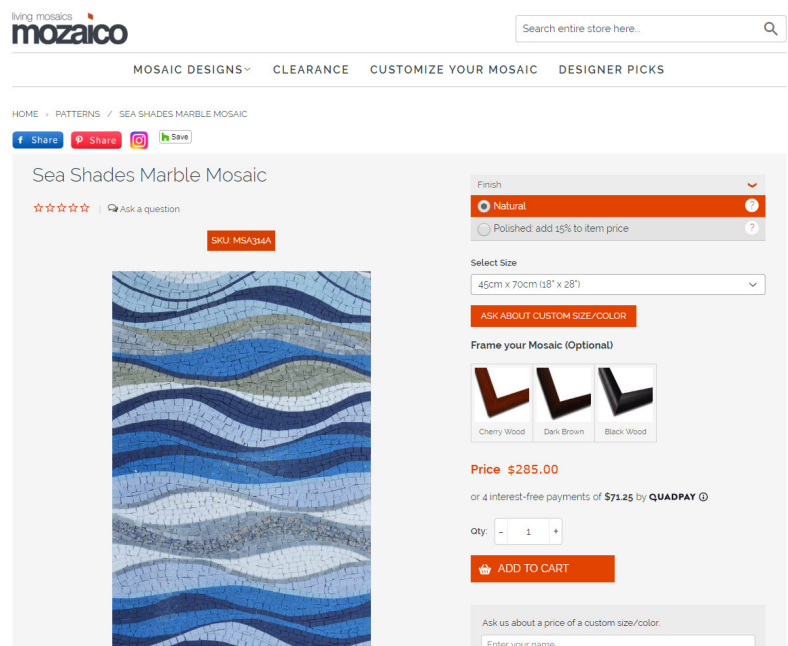 living mosaics
mozaico
Search entire store here...
MOSAIC DESIGNS CLEARANCE CUSTOMIZE YOUR MOSAIC DESIGNER PICKS
HOME › PATTERNS / SEA SHADES MARBLE MOSAIC
f Share
Share
Save
Sea Shades Marble Mosaic
| Ask a question
SKU: MSA314A
Finish
Natural ?
Polished: add 15% to item price ?
Select Size
45cm x 70cm (18" x 28")
ASK ABOUT CUSTOM SIZE/COLOR
Frame your Mosaic (Optional)
Cherry Wood Dark Brown Black Wood
Price $285.00
or 4 interest-free payments of $71.25 by QUADPAY
Qty: - 1 +
ADD TO CART
Ask us about a price of a custom size/color.
Enter your name